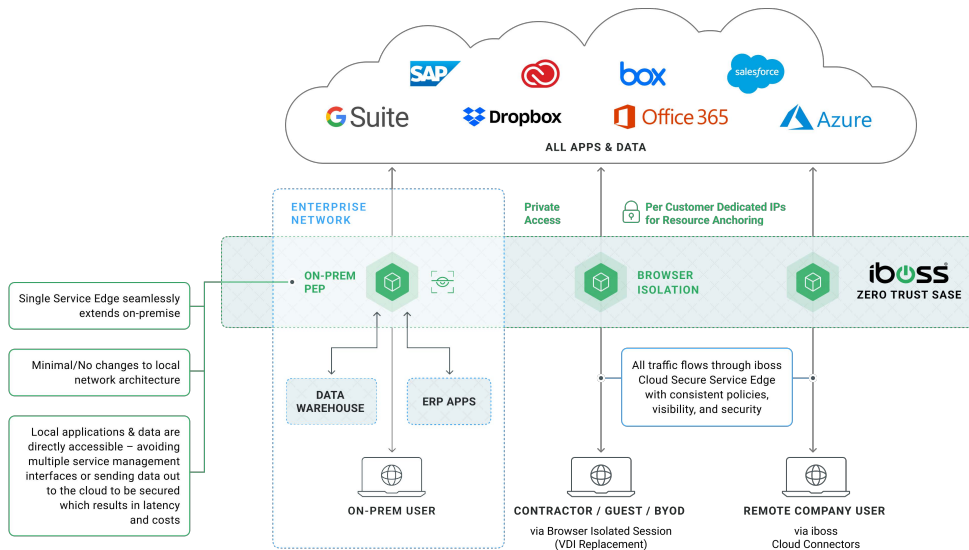 SAP
box
salesforce
G Suite
Dropbox
Office 365
Azure
ALL APPS & DATA
ENTERPRISE
NETWORK
Private
Access
Per Customer Dedicated IPs
for Resource Anchoring
ON-PREM
PEP
BROWSER
ISOLATION
iboss
ZERO TRUST SASE
Single Service Edge seamlessly
extends on-premise
Minimal/No changes to local
network architecture
Local applications & data are
directly accessible – avoiding
multiple service management
interfaces or sending data out
to the cloud to be secured
which results in latency
and costs
DATA
WAREHOUSE
ERP APPS
All traffic flows through iboss
Cloud Secure Service Edge
with consistent policies,
visibility, and security
ON-PREM USER
CONTRACTOR / GUEST / BYOD
via Browser Isolated Session
(VDI Replacement)
REMOTE COMPANY USER
via iboss
Cloud Connectors